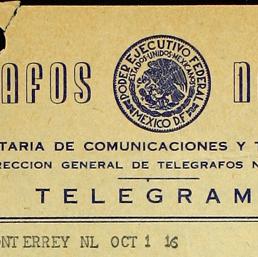 AFOS N
PODER EJECUTIVO FEDERAL
ESTADOS UNIDOS MEXICANOS
MEXICO D.F.
TARIA DE COMUNICACIONES Y T
RECCION GENERAL DE TELEGRAFOS N
TELEGRAM
ONTERREY NL OCT 1 16